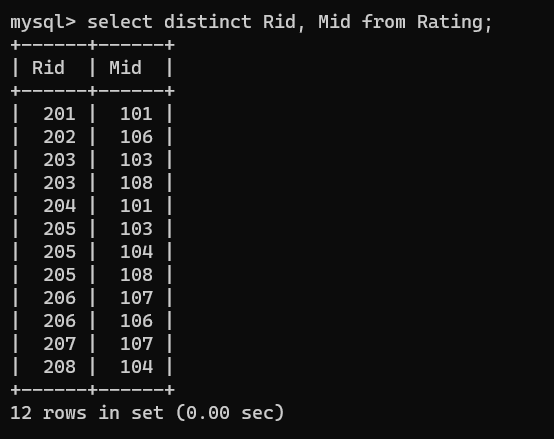 mysql> select distinct Rid, Mid from Rating;
+------+------+
| Rid  | Mid  |
+------+------+
|  201 |  101 |
|  202 |  106 |
|  203 |  103 |
|  203 |  108 |
|  204 |  101 |
|  205 |  103 |
|  205 |  104 |
|  205 |  108 |
|  206 |  107 |
|  206 |  106 |
|  207 |  107 |
|  208 |  104 |
+------+------+
12 rows in set (0.00 sec)